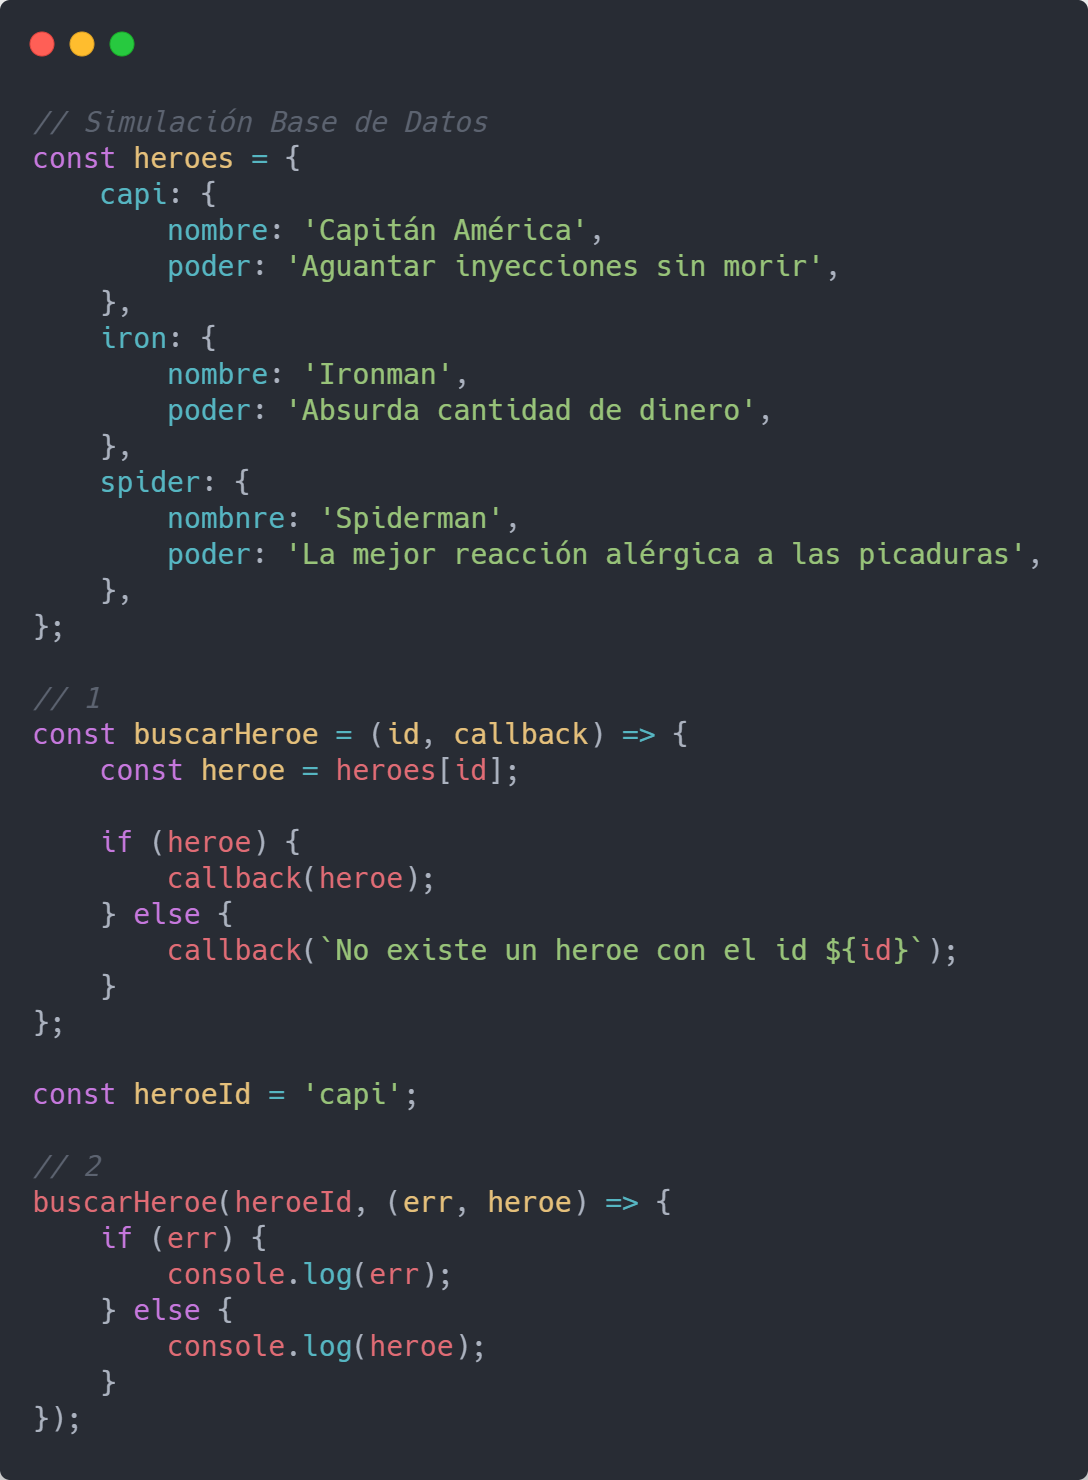 // Simulación Base de Datos
const heroes = {
    capi: {
        nombre: 'Capitán América',
        poder: 'Aguantar inyecciones sin morir',
    },
    iron: {
        nombre: 'Ironman',
        poder: 'Absurda cantidad de dinero',
    },
    spider: {
        nombnre: 'Spiderman',
        poder: 'La mejor reacción alérgica a las picaduras',
    },
};

// 1
const buscarHeroe = (id, callback) => {
    const heroe = heroes[id];

    if (heroe) {
        callback(heroe);
    } else {
        callback(`No existe un heroe con el id ${id}`);
    }
};

const heroeId = 'capi';

// 2
buscarHeroe(heroeId, (err, heroe) => {
    if (err) {
        console.log(err);
    } else {
        console.log(heroe);
    }
});